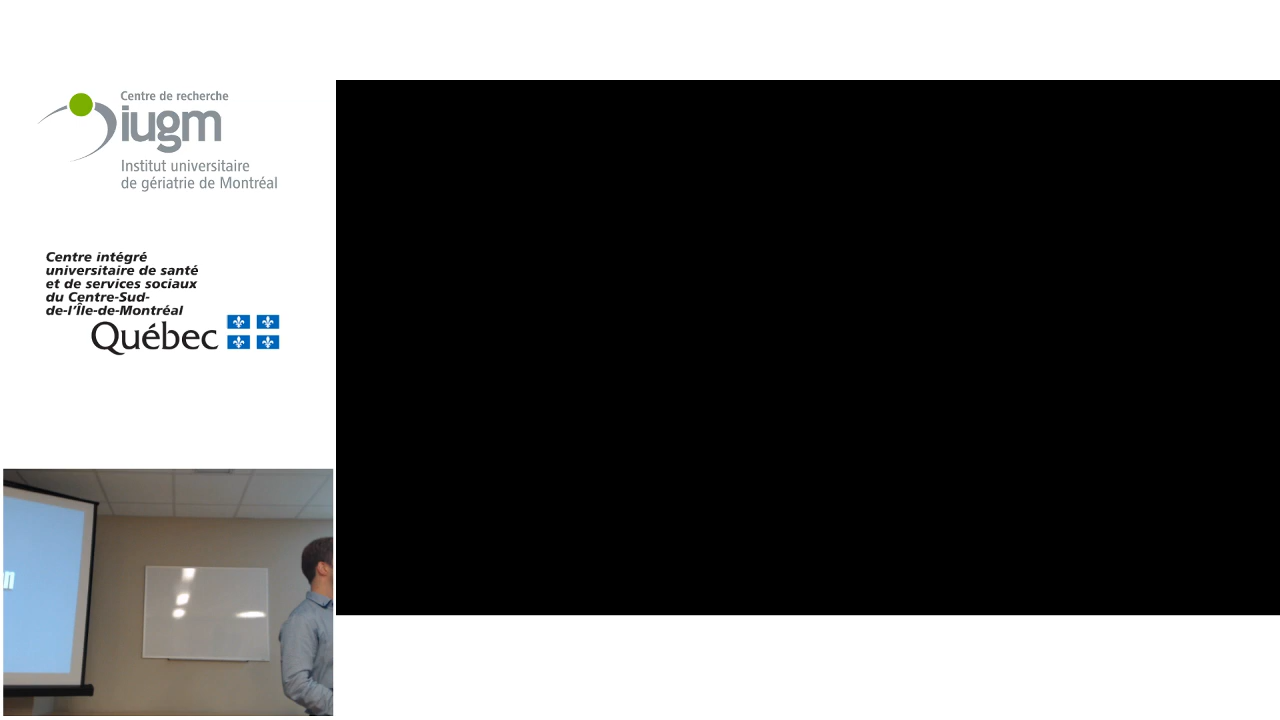 Centre de recherche
iugm
Institut universitaire
de gériatrie de Montréal
Centre intégré
universitaire de santé
et de services sociaux
du Centre-Sud-
de-l'Île-de-Montréal
Québec
n